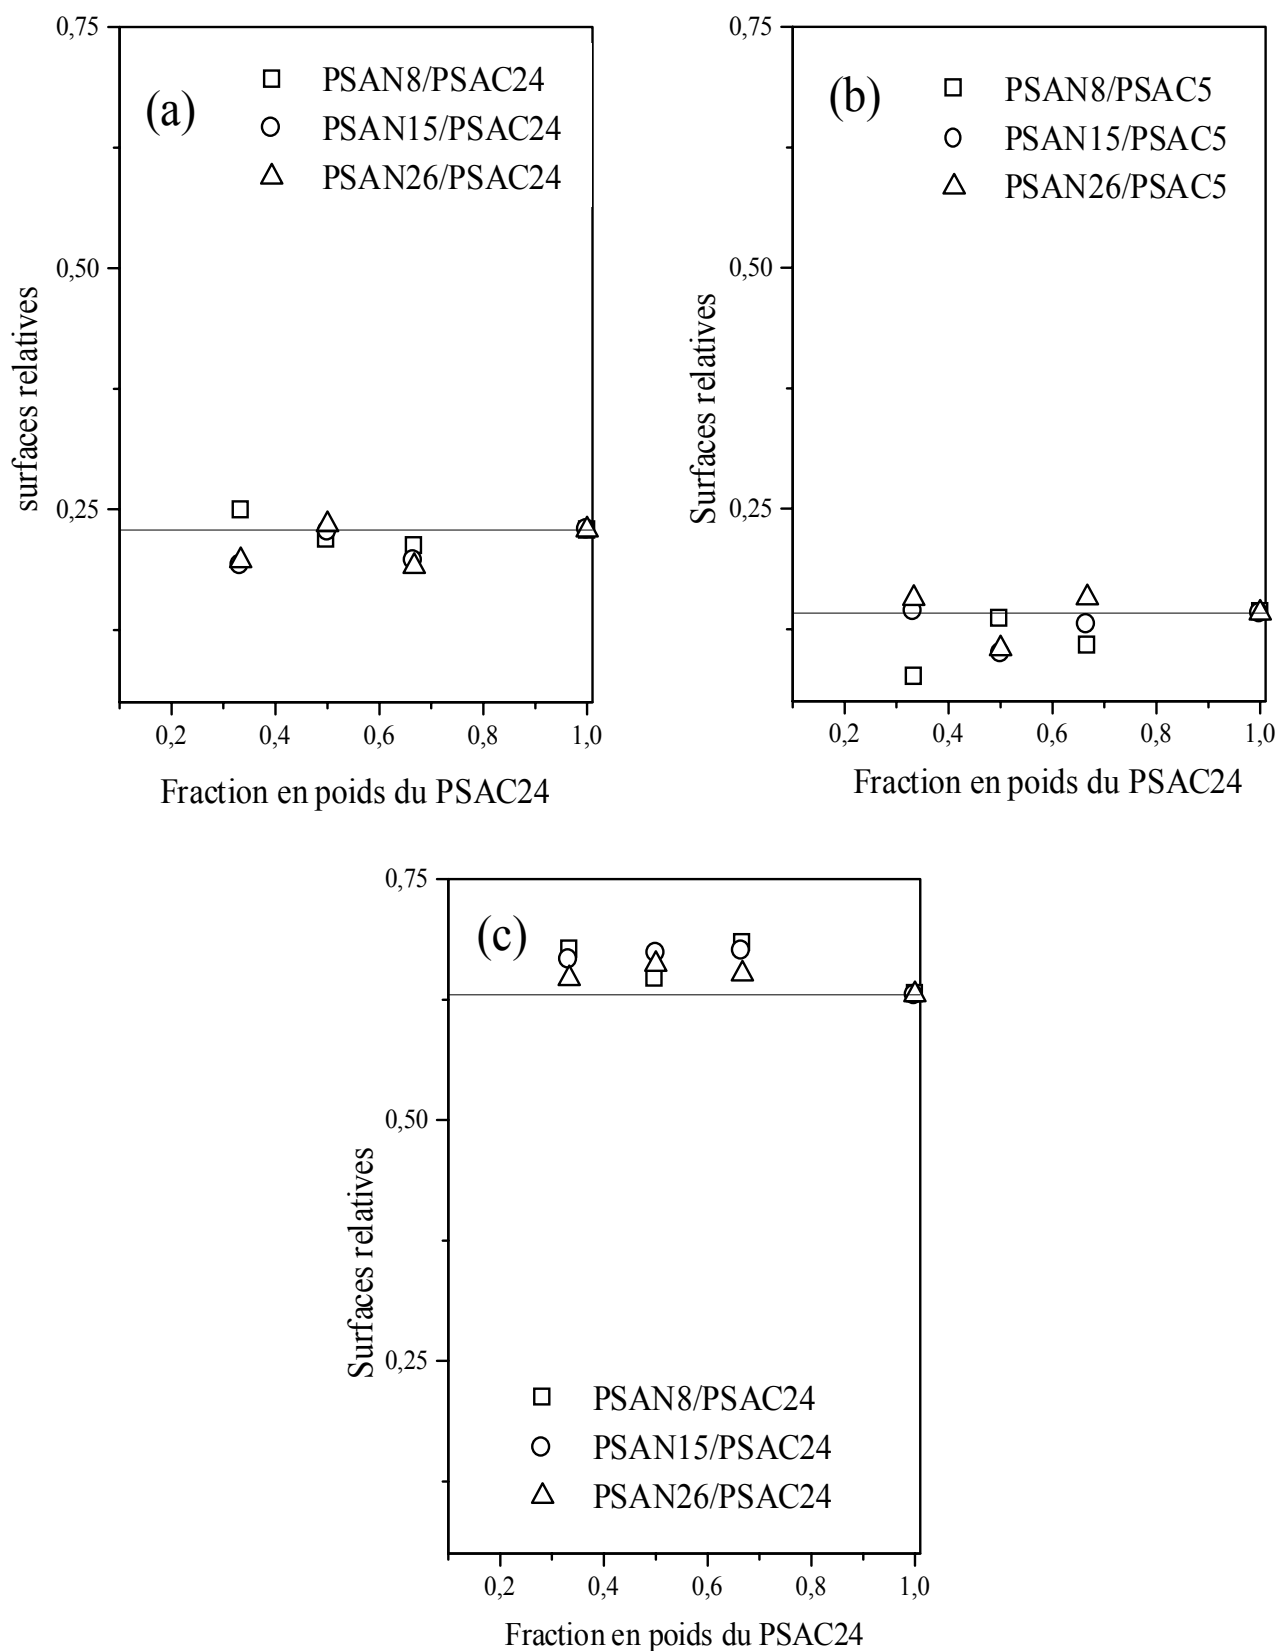 0,75
(a)
PSAN8/PSAC24
PSAN15/PSAC24
PSAN26/PSAC24
0,50
0,25
surfaces relatives
0,2 0,4 0,6 0,8 1,0
Fraction en poids du PSAC24
0,75
(b)
PSAN8/PSAC5
PSAN15/PSAC5
PSAN26/PSAC5
0,50
0,25
Surfaces relatives
0,2 0,4 0,6 0,8 1,0
Fraction en poids du PSAC24
0,75
(c)
0,50
0,25
Surfaces relatives
PSAN8/PSAC24
PSAN15/PSAC24
PSAN26/PSAC24
0,2 0,4 0,6 0,8 1,0
Fraction en poids du PSAC24